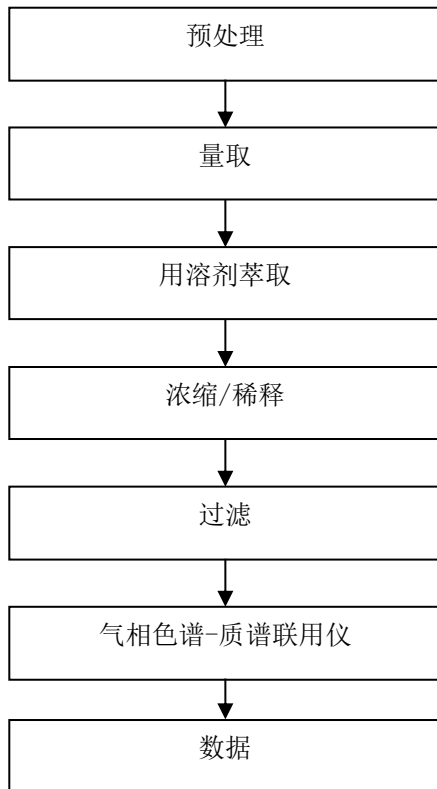 预处理
量取
用溶剂萃取
浓缩/稀释
过滤
气相色谱-质谱联用仪
数据